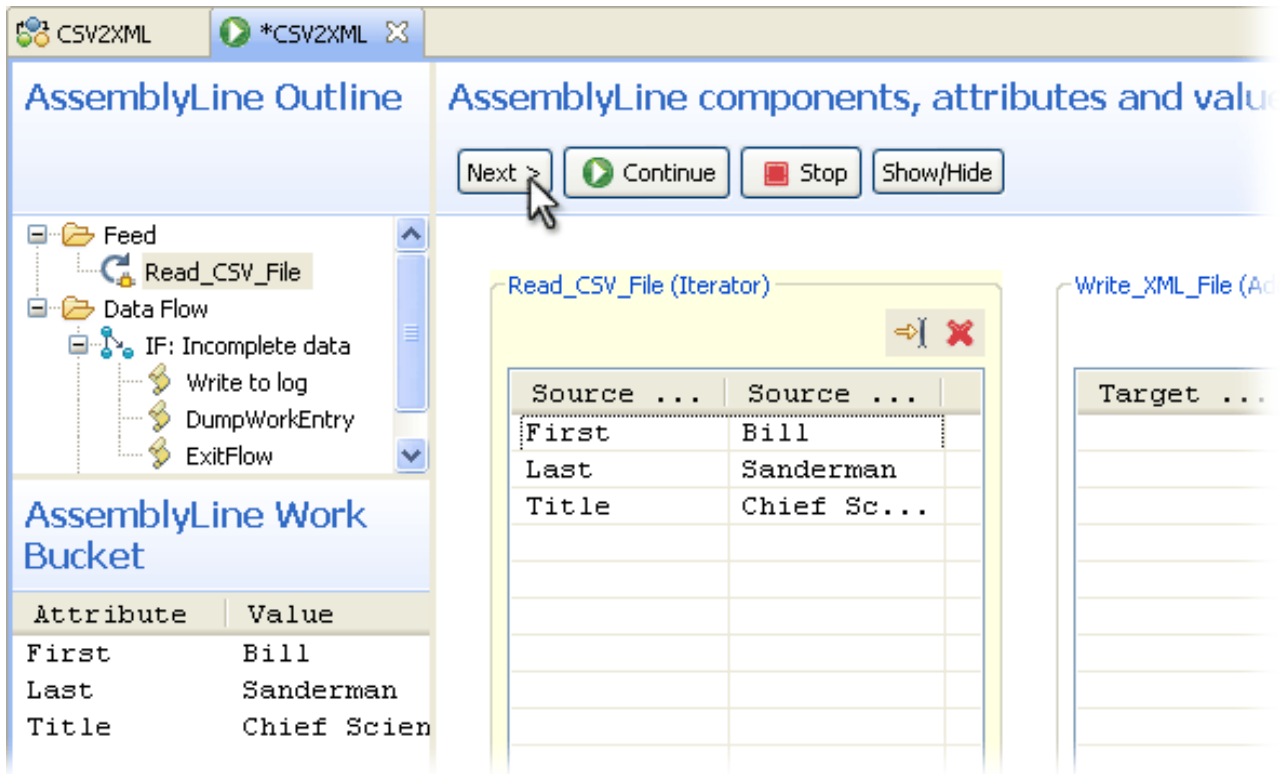 CSV2XML
*CSV2XML
AssemblyLine Outline
AssemblyLine components, attributes and valu
Next >
Continue
Stop
Show/Hide
Feed
Read_CSV_File
Data Flow
IF: Incomplete data
Write to log
DumpWorkEntry
ExitFlow
AssemblyLine Work
Bucket
Attribute Value
First Bill
Last Sanderman
Title Chief Scien
Read_CSV_File (Iterator)
Source ... Source ...
First Bill
Last Sanderman
Title Chief Sc...
Write_XML_File (Ad
Target ...